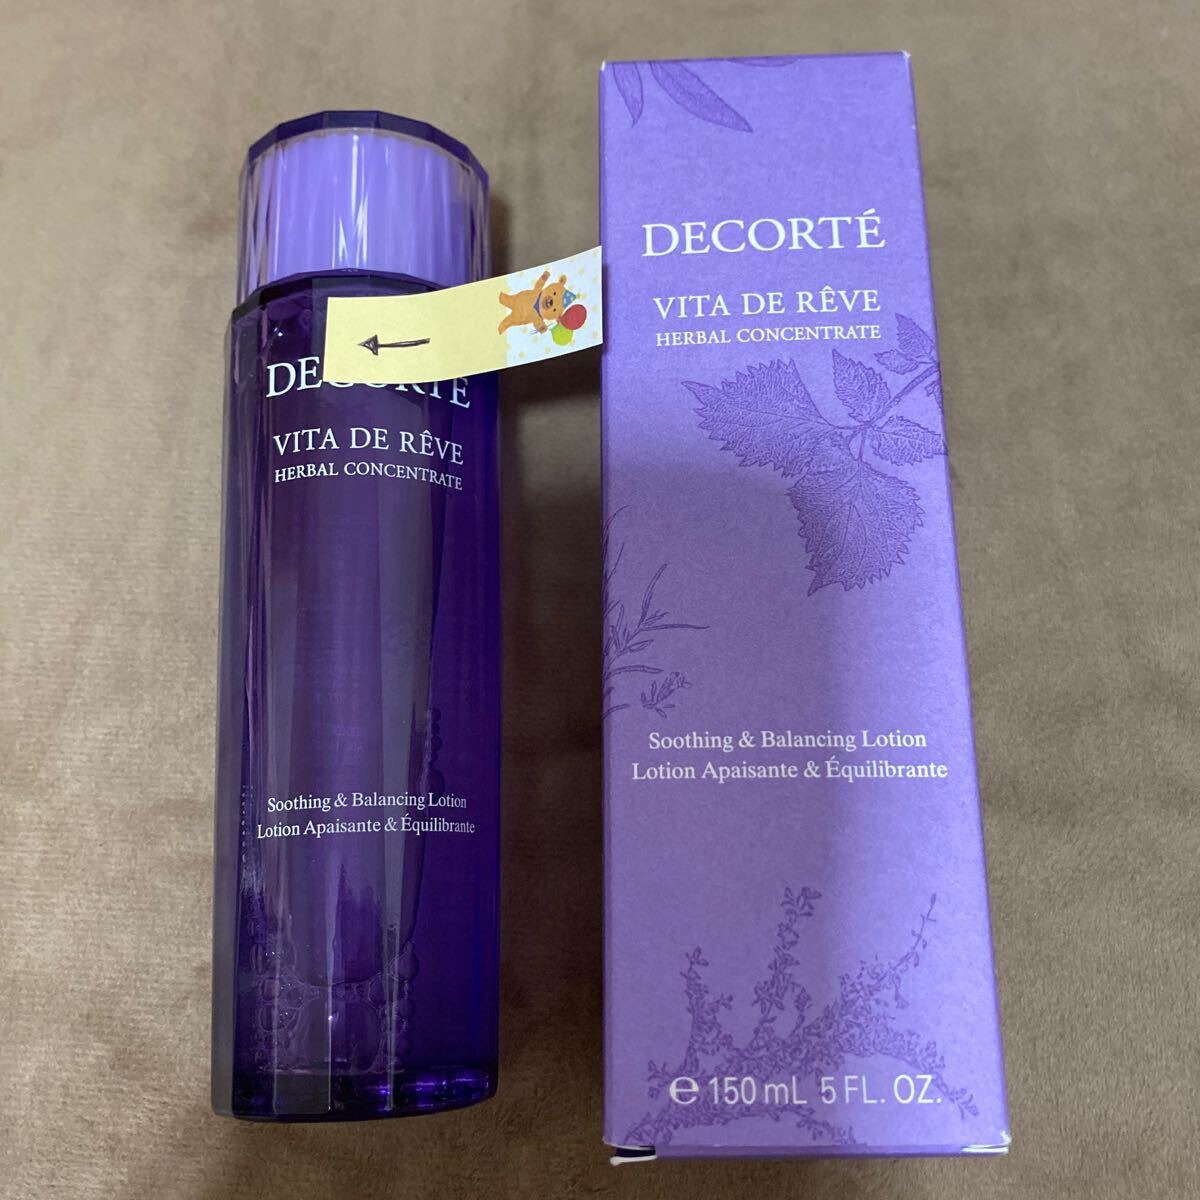 DECORTÉ
VITA DE RÊVE
HERBAL CONCENTRATE
Soothing & Balancing Lotion
Lotion Apaisante & Équilibrante
DECORTÉ
VITA DE RÊVE
HERBAL CONCENTRATE
Soothing & Balancing Lotion
Lotion Apaisante & Équilibrante
℮ 150 mL 5 FL. OZ.